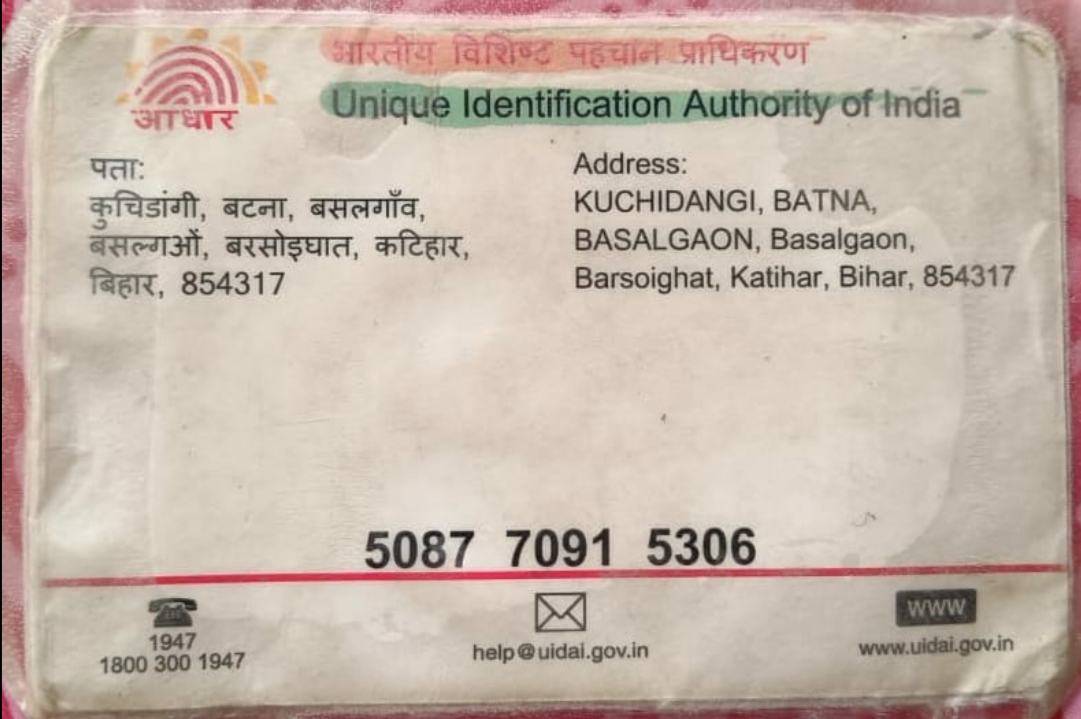 भारतीय विशिष्ट पहचान प्राधिकरण
Unique Identification Authority of India
आधार
पता:
कुचिडांगी, बटना, बसलगाँव,
बसल्गओं, बरसोइघात, कटिहार,
बिहार, 854317
Address:
KUCHIDANGI, BATNA,
BASALGAON, Basalgaon,
Barsoighat, Katihar, Bihar, 854317
5087 7091 5306
1947
1800 300 1947
help@uidai.gov.in
WWW
www.uidai.gov.in